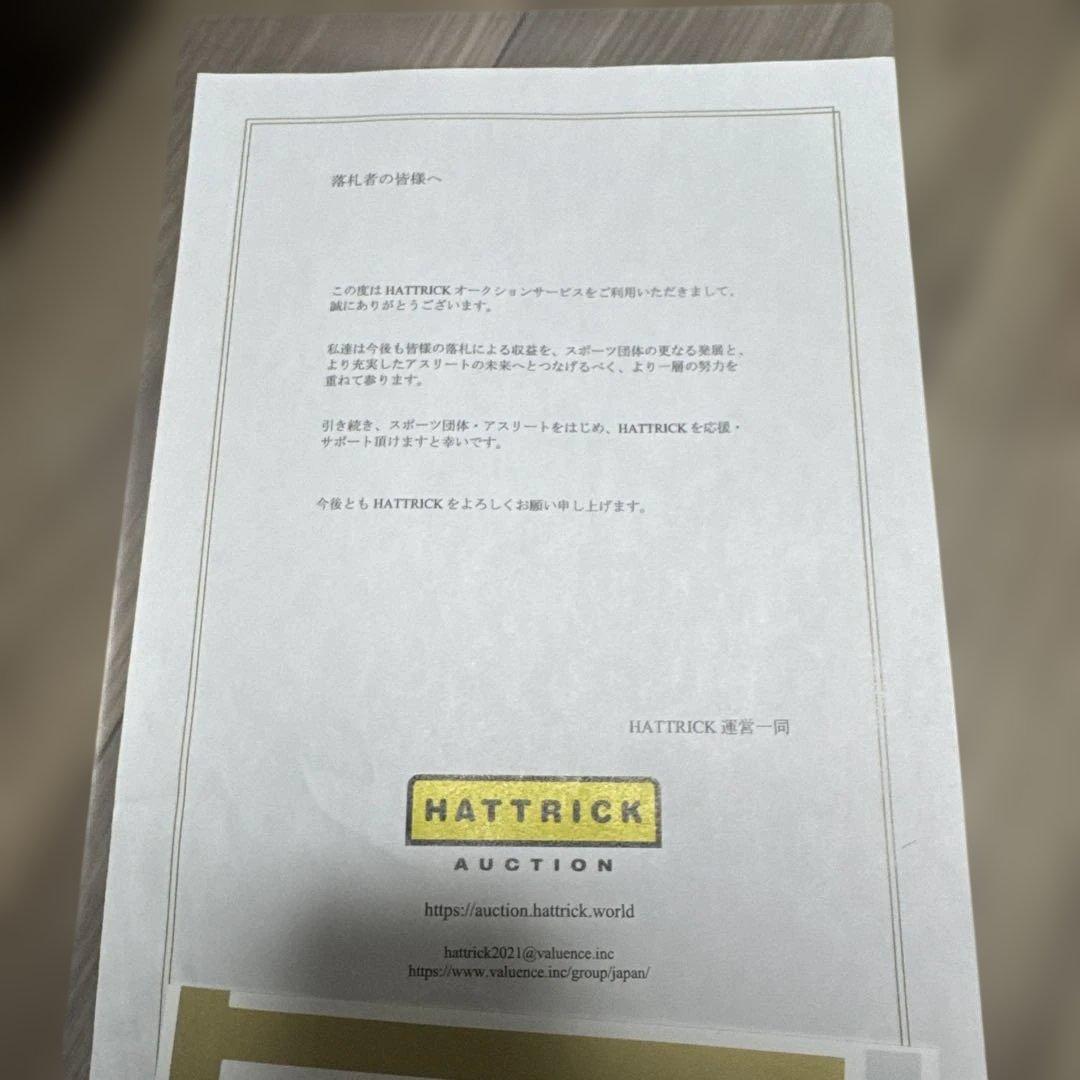 落札者の皆様へ
この度は HATTRICK オークションサービスをご利用いただきまして、
誠にありがとうございます。
私達は今後も皆様の落札による収益を、スポーツ団体の更なる発展と、
より充実したアスリートの未来へとつなげるべく、より一層の努力を
重ねて参ります。
引き続き、スポーツ団体・アスリートをはじめ、HATTRICK を応援・
サポート頂けますと幸いです。
今後とも HATTRICK をよろしくお願い申し上げます。
HATTRICK 運営一同
HATTRICK
AUCTION
https://auction.hattrick.world
hattrick2021@valuence.inc
https://www.valuence.inc/group/japan/